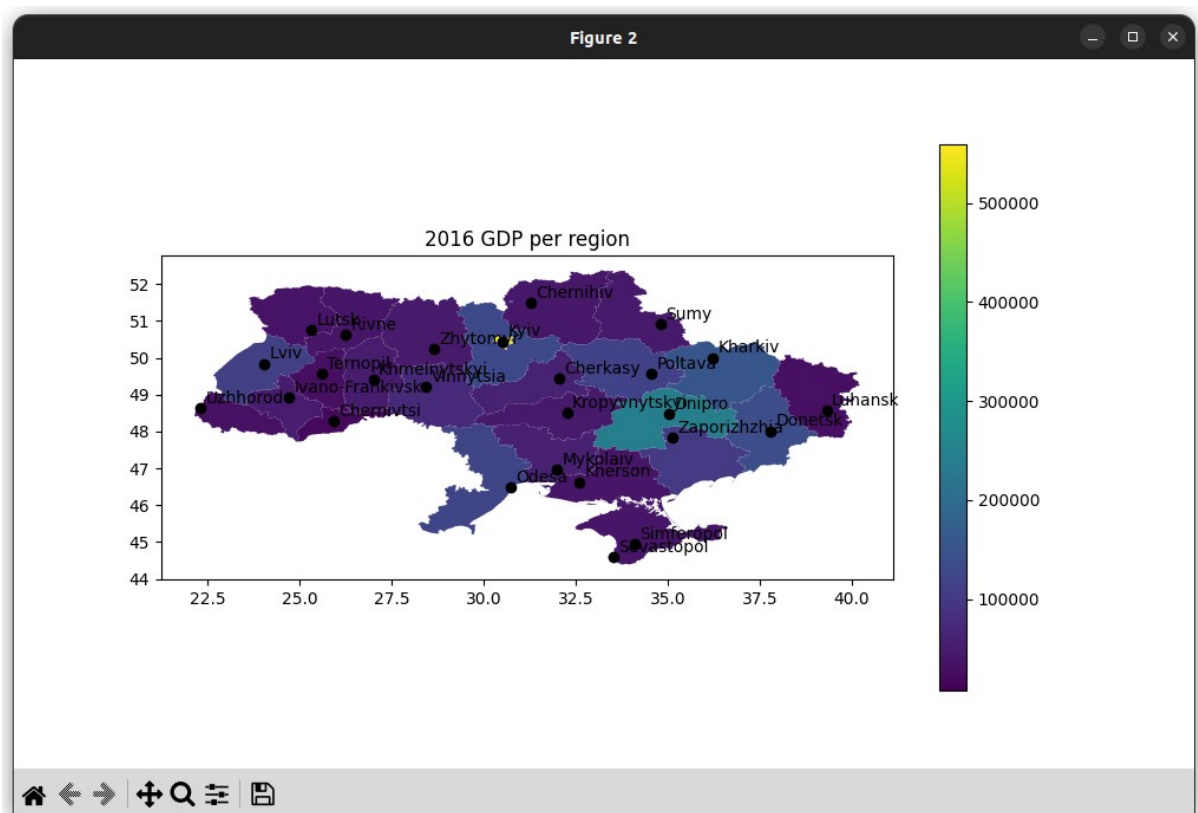 Figure 2
2016 GDP per region
52
51
50
49
48
47
46
45
44
22.5 25.0 27.5 30.0 32.5 35.0 37.5 40.0
Chernihiv
Sumy
Lutsk
Rivne
Zhytomyr
Kyiv
Kharkiv
Lviv
Ternopil
Khmelnytskyi
Vinnytsia
Cherkasy
Poltava
Uzhhorod
Ivano-Frankivsk
Chernivtsi
Kropyvnytskyi
Dnipro
Luhansk
Zaporizhzhia
Donetsk
Mykolaiv
Kherson
Odesa
Simferopol
Sevastopol
500000
400000
300000
200000
100000